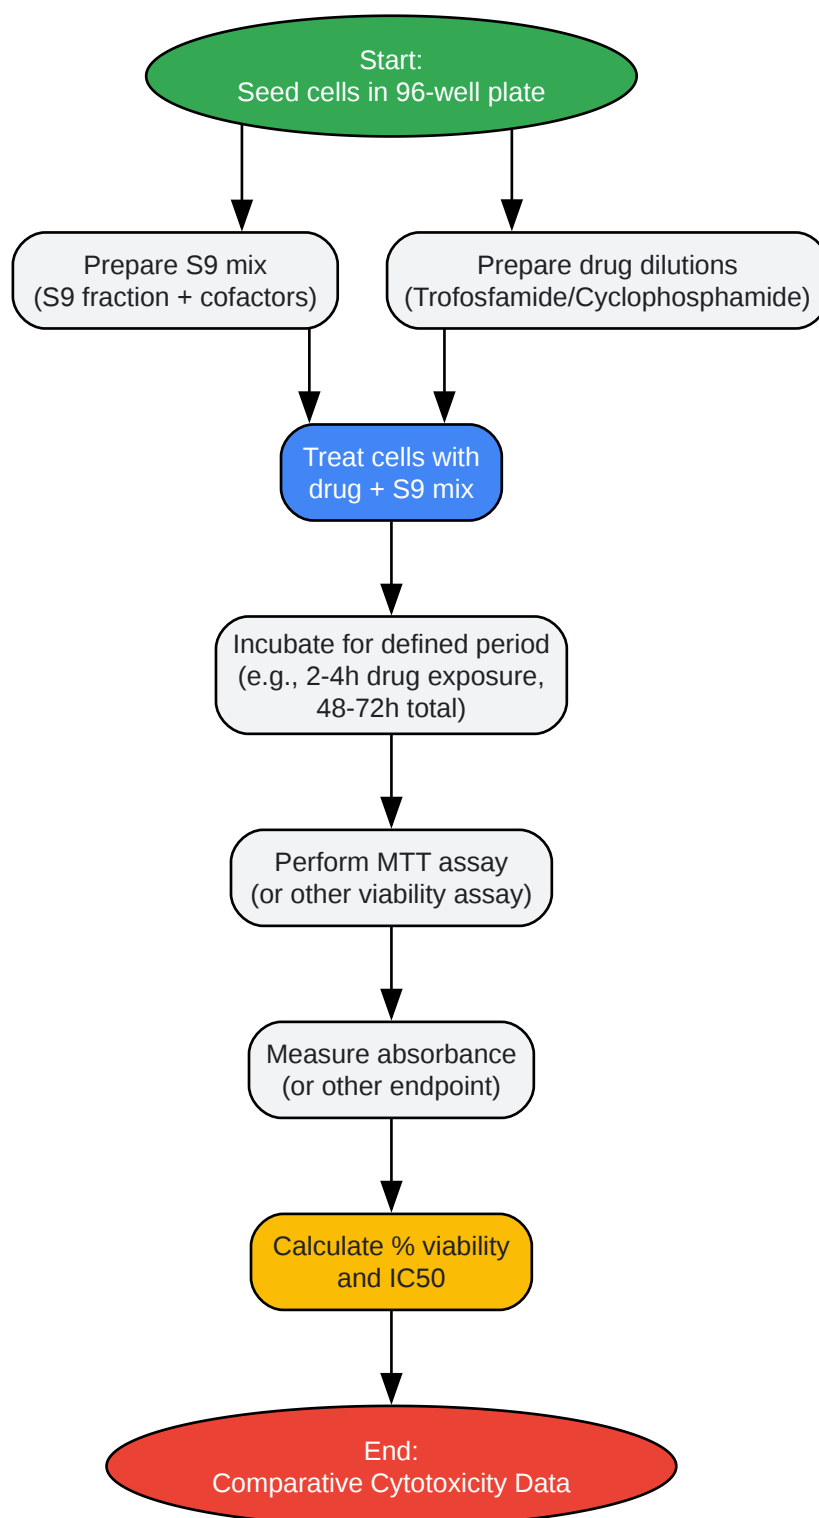 Start:
Seed cells in 96-well plate
Prepare S9 mix
(S9 fraction + cofactors)
Prepare drug dilutions
(Trofosfamide/Cyclophosphamide)
Treat cells with
drug + S9 mix
Incubate for defined period
(e.g., 2-4h drug exposure,
48-72h total)
Perform MTT assay
(or other viability assay)
Measure absorbance
(or other endpoint)
Calculate % viability
and IC50
End:
Comparative Cytotoxicity Data